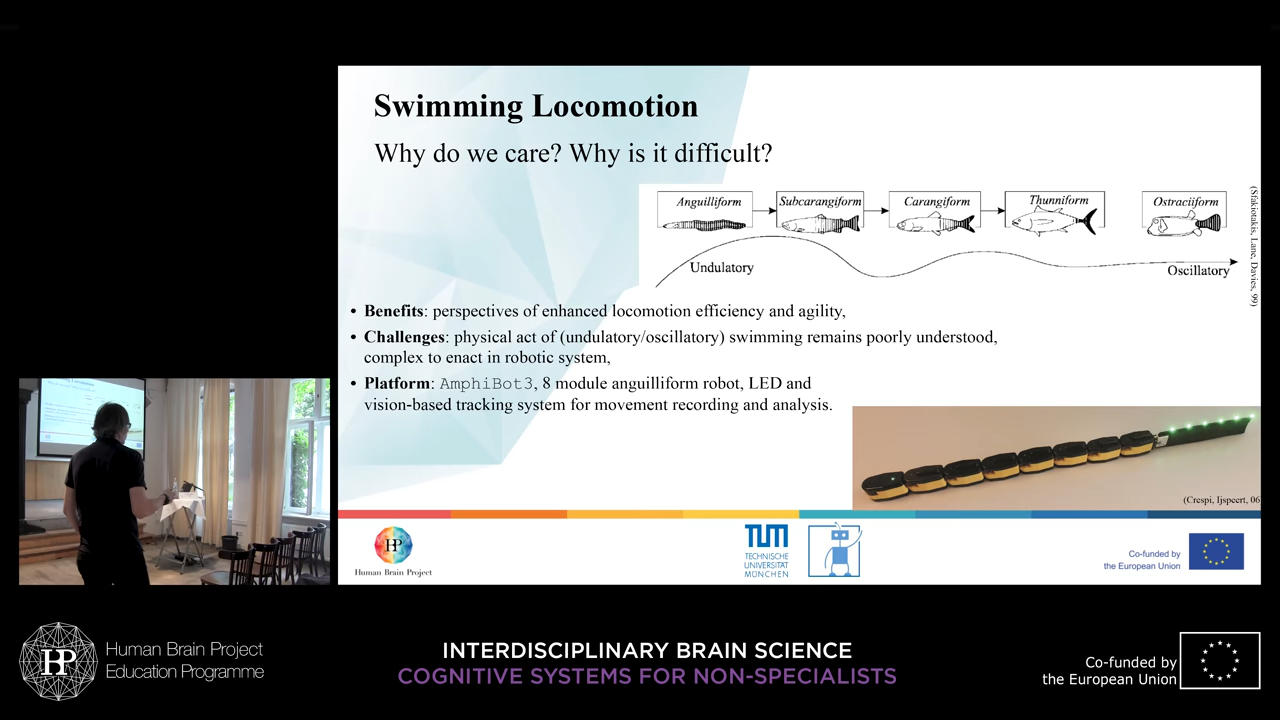 Swimming Locomotion
Why do we care? Why is it difficult?
Anguilliform
Subcarangiform
Carangiform
Thunniform
Ostraciiform
Undulatory
Oscillatory
(Sfakiotakis, Lane, Davies, 99)
• Benefits: perspectives of enhanced locomotion efficiency and agility,
• Challenges: physical act of (undulatory/oscillatory) swimming remains poorly understood,
complex to enact in robotic system,
• Platform: AmphiBot3, 8 module anguilliform robot, LED and
vision-based tracking system for movement recording and analysis.
(Crespi, Ijspeert, 06)
HP
Human Brain Project
TUM
TECHNISCHE
UNIVERSITÄT
MÜNCHEN
Co-funded by
the European Union
HP
Human Brain Project
Education Programme
INTERDISCIPLINARY BRAIN SCIENCE
COGNITIVE SYSTEMS FOR NON-SPECIALISTS
Co-funded by
the European Union